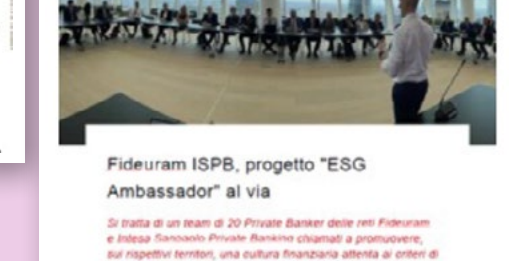 Fideuram ISPB, progetto "ESG
Ambassador" al via
Si tratta di un team di 20 Private Banker delle reti Fideuram
e Intesa Sanpaolo Private Banking chiamati a promuovere,
sui rispettivi territori, una cultura finanziaria attenta ai criteri di